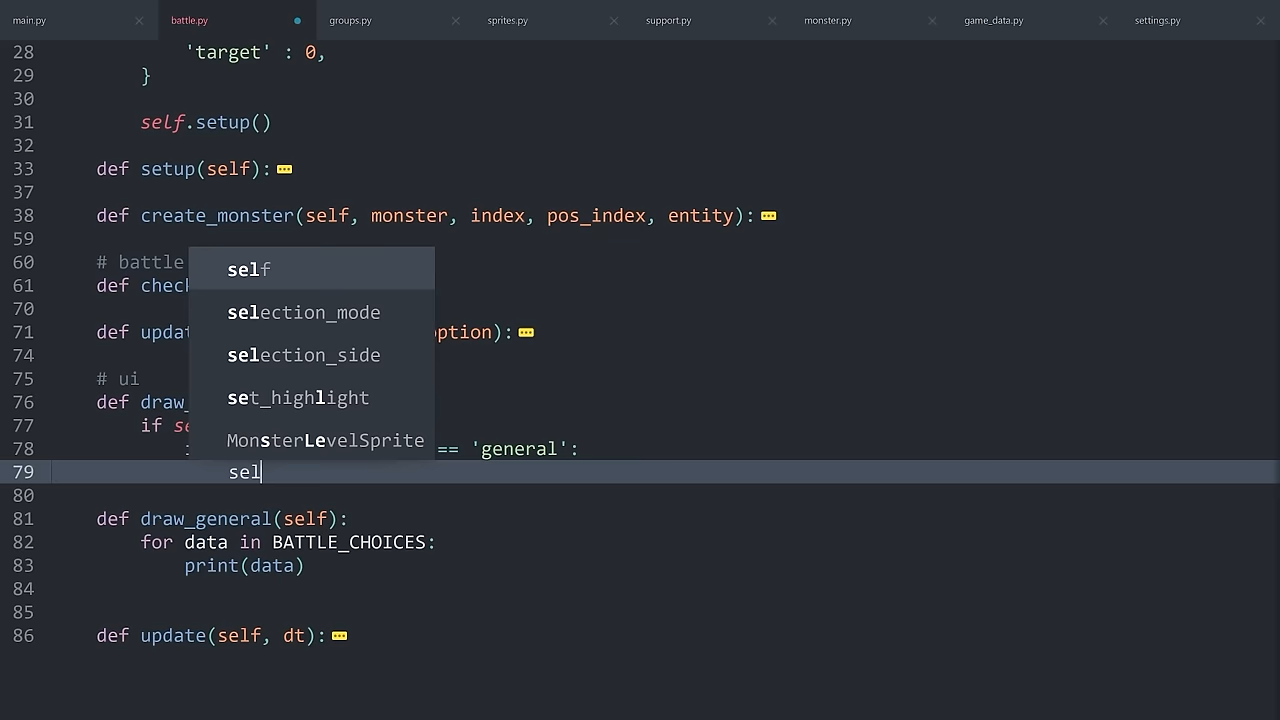 main.py battle.py groups.py sprites.py support.py monster.py game_data.py settings.py
28 'target' : 0,
29 }
30
31 self.setup()
32
33 def setup(self):
37
38 def create_monster(self, monster, index, pos_index, entity):
59
60 # battle
61 def check
70
71 def updat ption):
74
75 # ui
76 def draw_
77 if se
78 == 'general':
79 sel
80
81 def draw_general(self):
82 for data in BATTLE_CHOICES:
83 print(data)
84
85
86 def update(self, dt):
self
selection_mode
selection_side
set_highlight
MonsterLevelSprite